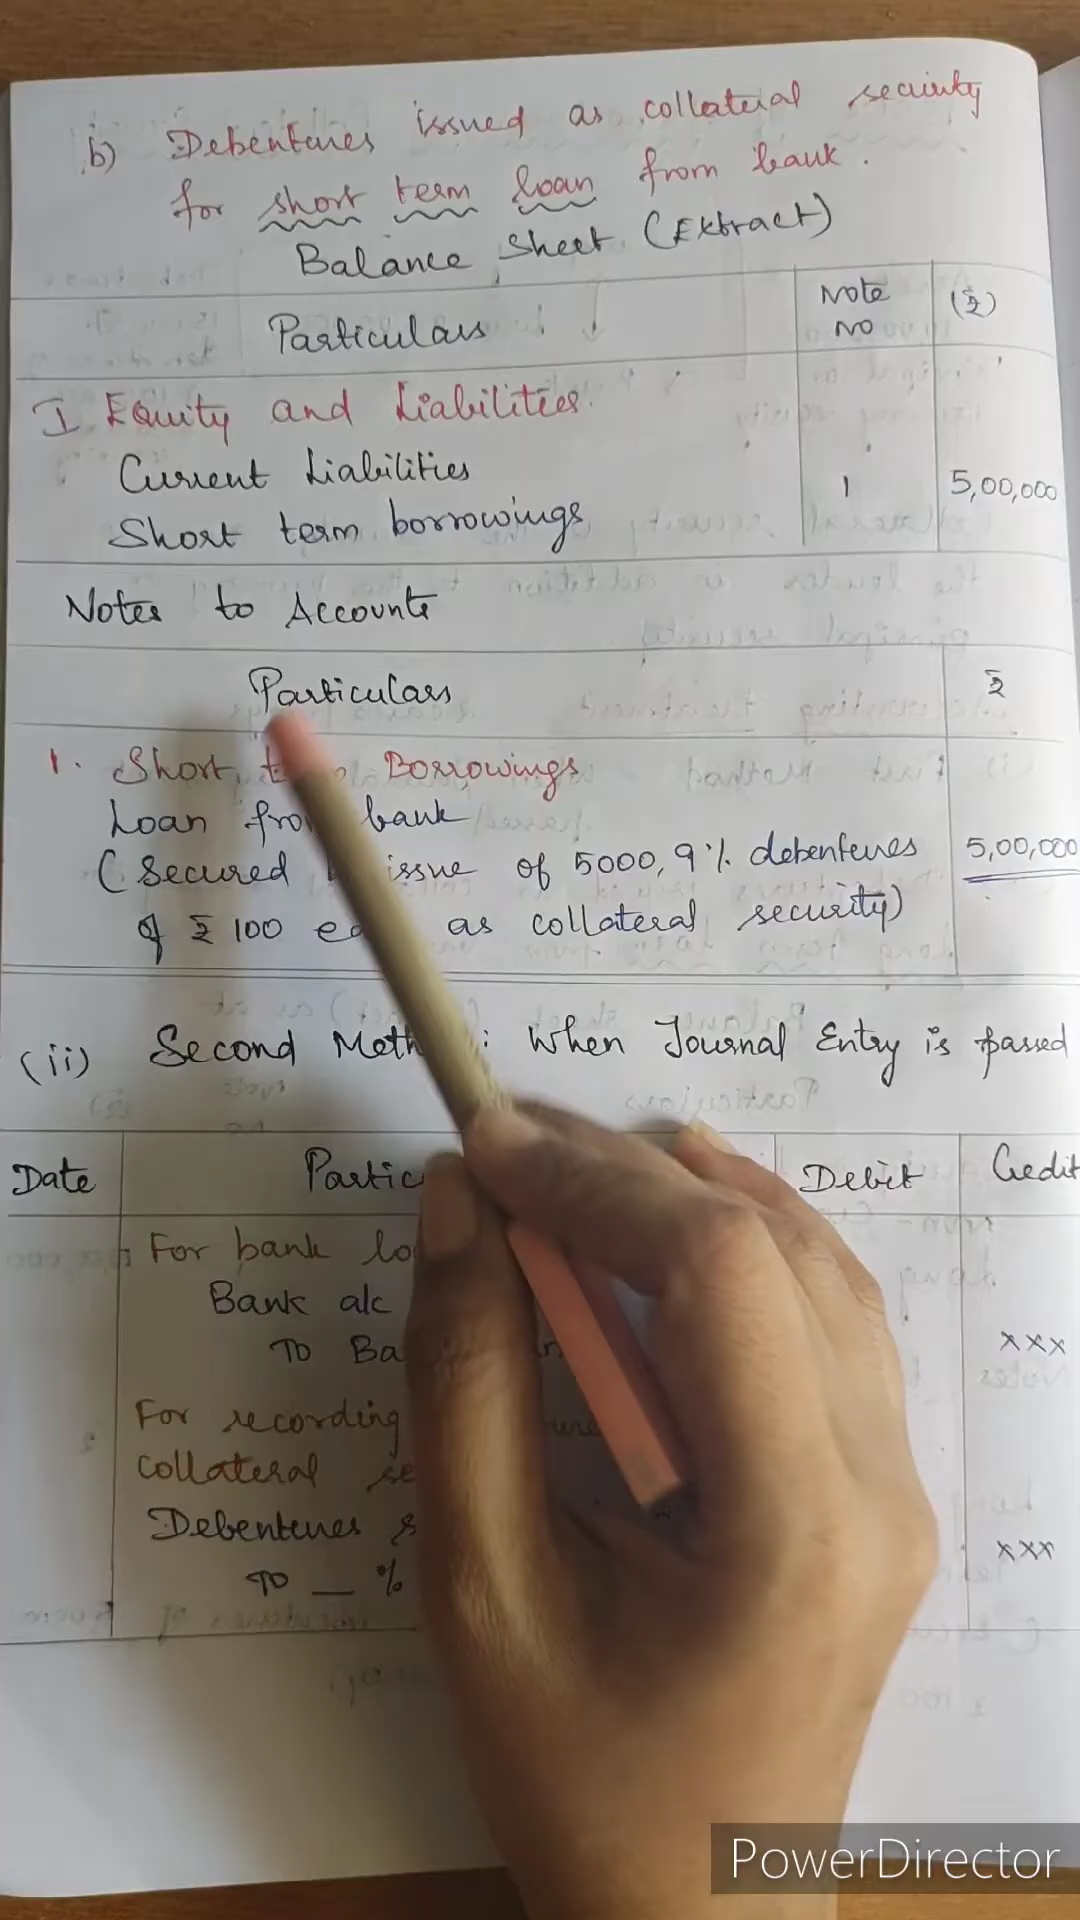 b) Debentures issued as collateral security
for short term loan from bank.
Balance Sheet (Extract)
Particulars Note No (₹)
I Equity and Liabilities
Current Liabilities
Short term borrowings 1 5,00,000
Notes to Accounts
Particulars ₹
1. Short Borrowings
Loan bank
(Secured issue of 5000, 9% debentures 5,00,000
of ₹ 100 as collateral security)
(ii) Second : When Journal Entry is passed
Date Debit Credit
For bank
Bank a/c
To xxx
For recording
collateral
Debentures
To __ % xxx
PowerDirector